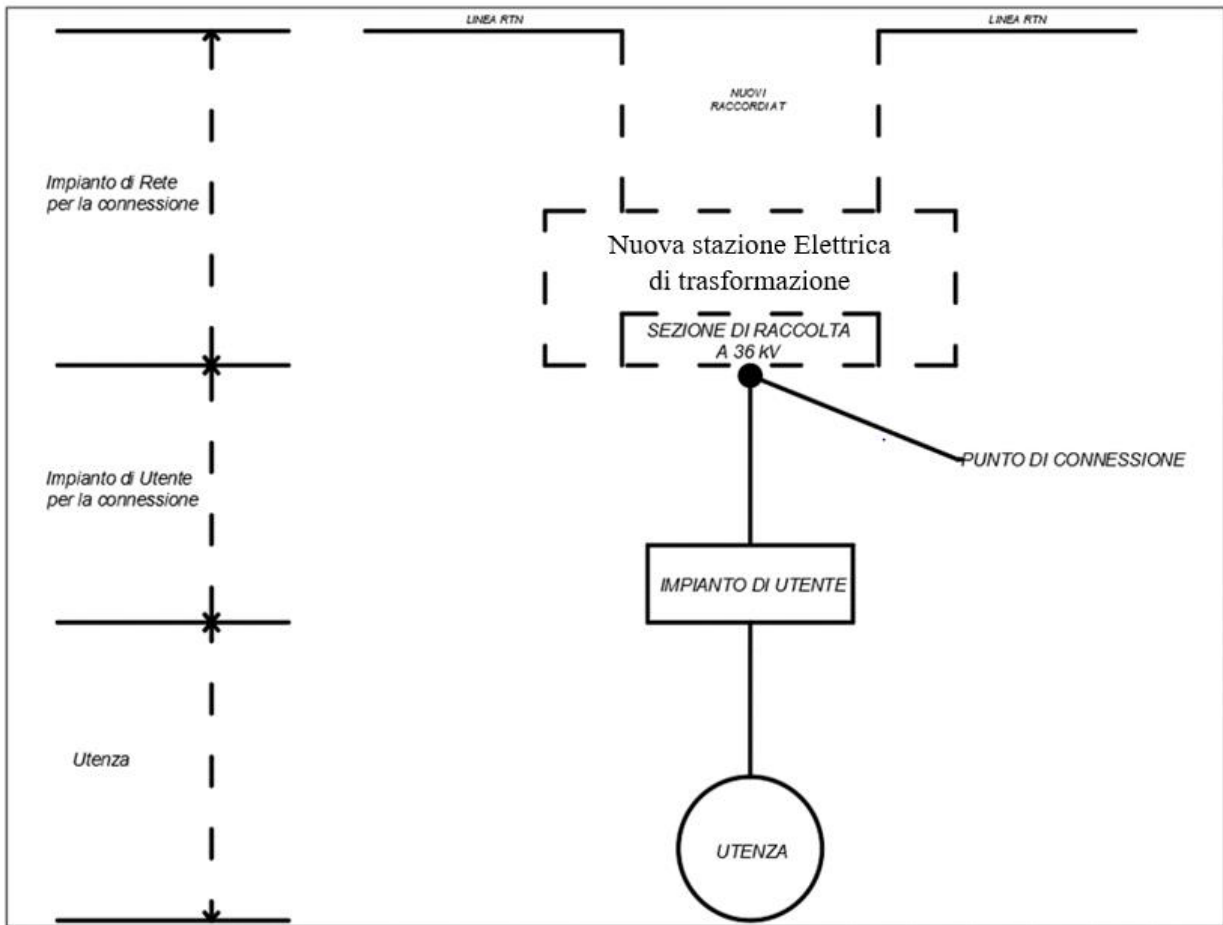 LINEA RTN
LINEA RTN
NUOVI
RACCORDI AT
Impianto di Rete
per la connessione
Nuova stazione Elettrica
di trasformazione
SEZIONE DI RACCOLTA
A 36 kV
PUNTO DI CONNESSIONE
Impianto di Utente
per la connessione
IMPIANTO DI UTENTE
Utenza
UTENZA